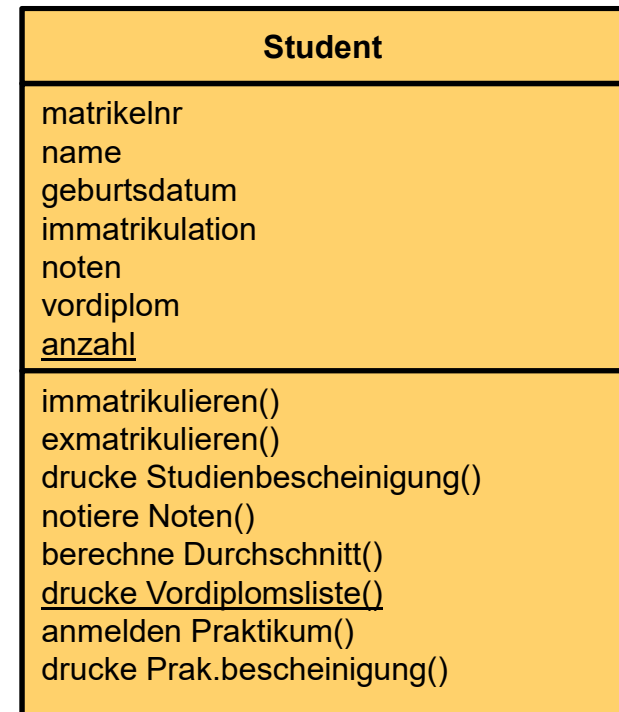 Student
matrikelnr
name
geburtsdatum
immatrikulation
noten
vordiplom
anzahl
immatrikulieren()
exmatrikulieren()
drucke Studienbescheinigung()
notiere Noten()
berechne Durchschnitt()
drucke Vordiplomsliste()
anmelden Praktikum()
drucke Prak.bescheinigung()